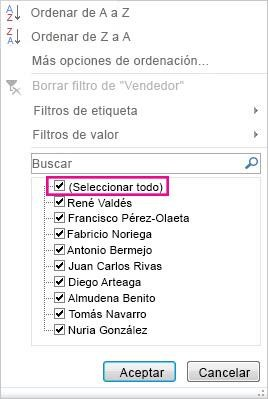 Ordenar de A a Z
Ordenar de Z a A
Más opciones de ordenación...
Borrar filtro de "Vendedor"
Filtros de etiqueta
Filtros de valor
Buscar
(Seleccionar todo)
René Valdés
Francisco Pérez-Olaeta
Fabricio Noriega
Antonio Bermejo
Juan Carlos Rivas
Diego Arteaga
Almudena Benito
Tomás Navarro
Nuria González
Aceptar Cancelar